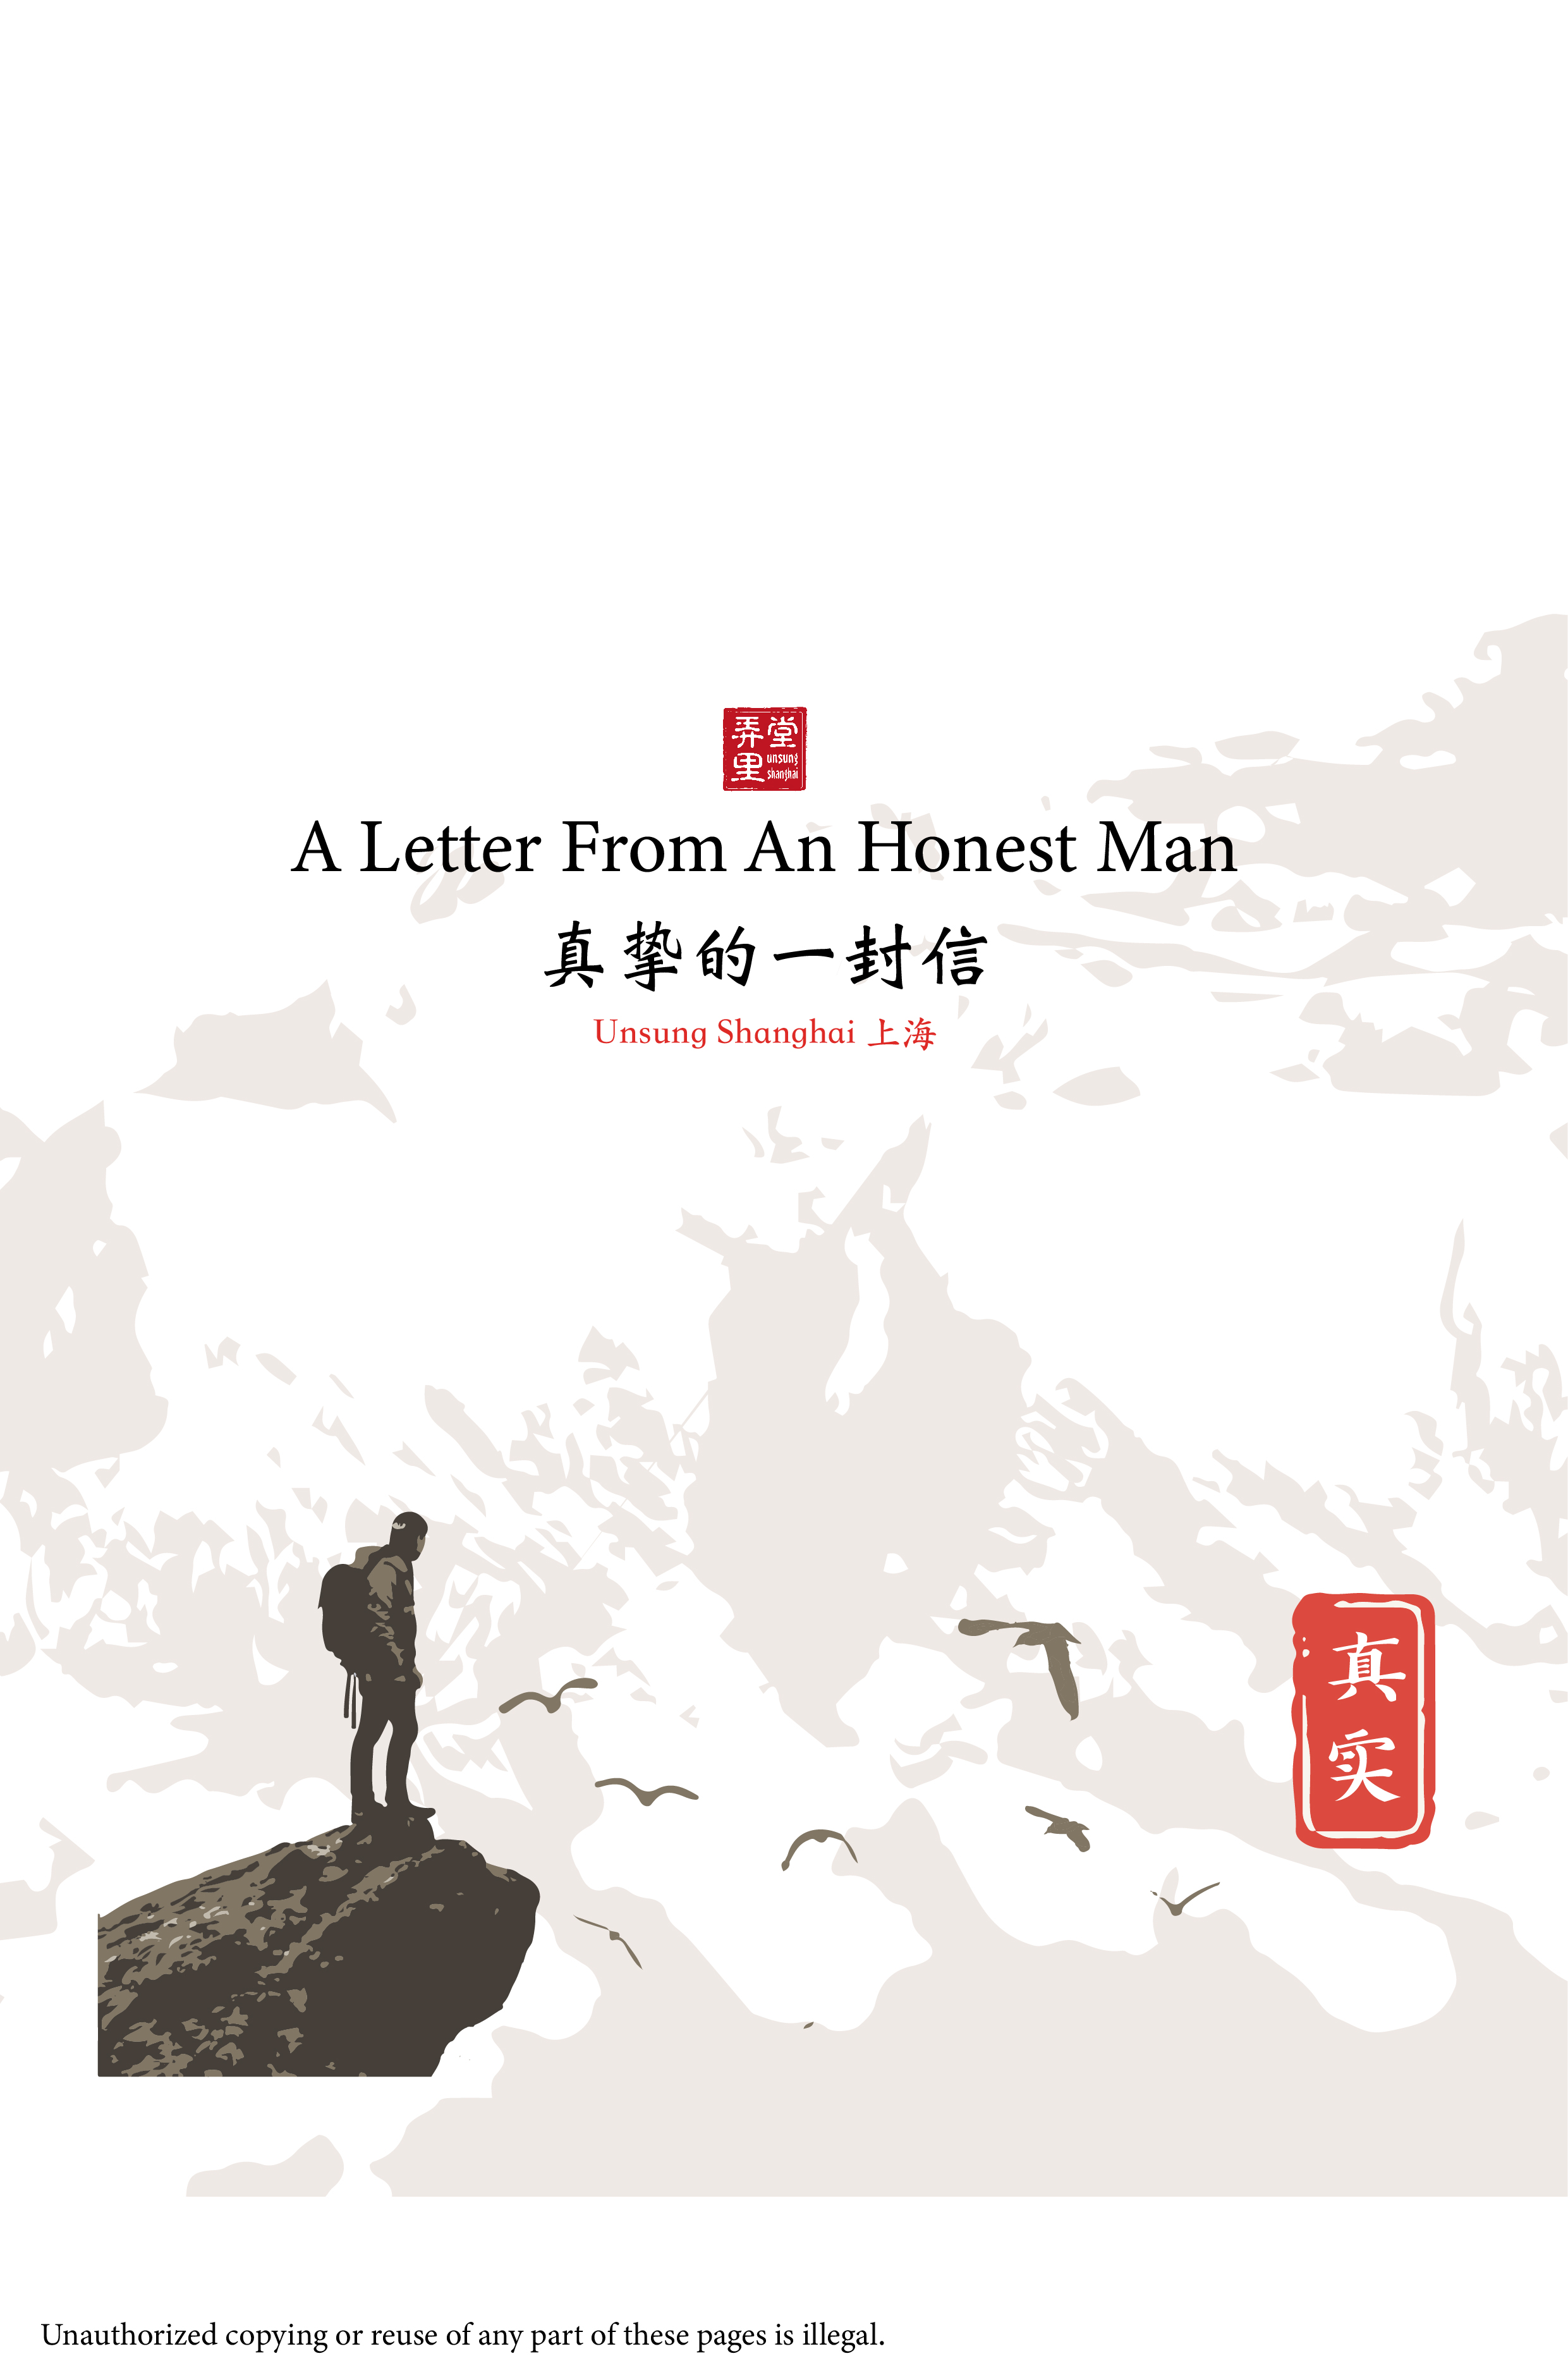 弄堂
里 unsung
shanghai
A Letter From An Honest Man
真挚的一封信
Unsung Shanghai 上海
真
实
Unauthorized copying or reuse of any part of these pages is illegal.